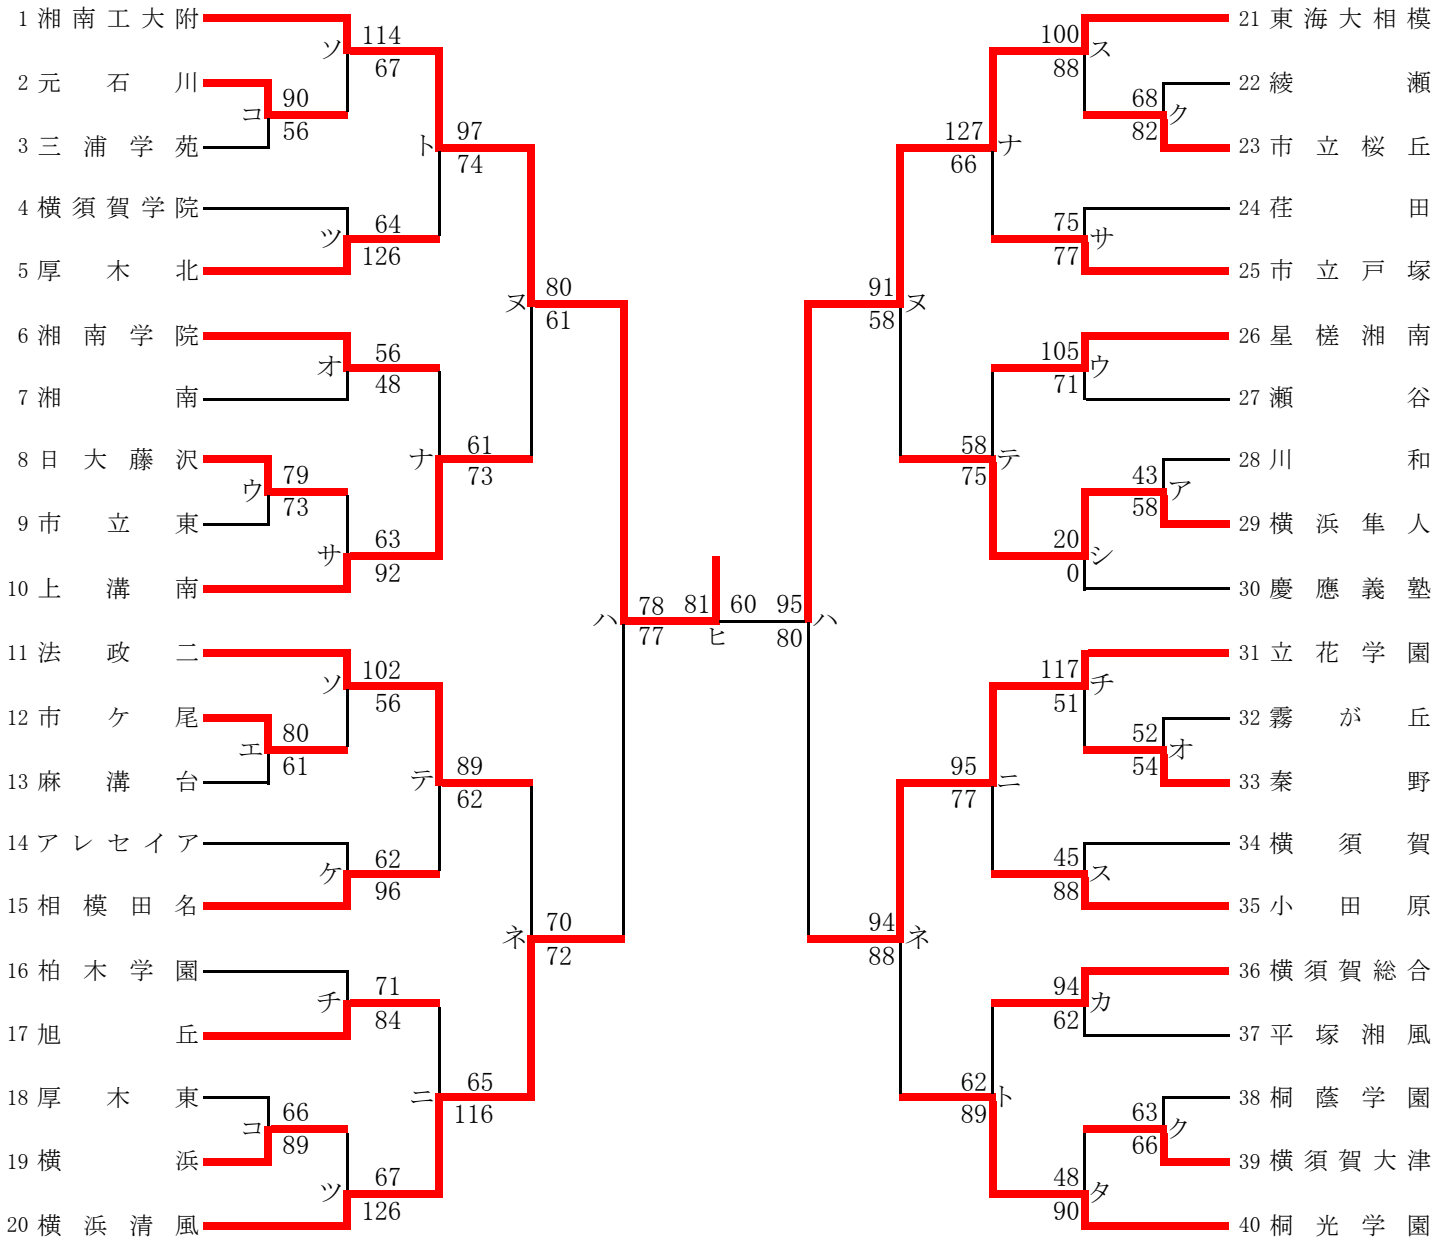 1 湘南工大附
2 元石川
3 三浦学苑
4 横須賀学院
5 厚木北
6 湘南学院
7 湘南
8 日大藤沢
9 市立東
10 上溝南
11 法政二
12 市ケ尾
13 麻溝台
14 アレセイア
15 相模田名
16 柏木学園
17 旭丘
18 厚木東
19 横浜
20 横浜清風
コ 90
56
ウ 79
73
エ 80
61
コ 66
89
ソ 114
67
ツ 64
126
オ 56
48
サ 63
92
ソ 102
56
ケ 62
96
チ 71
84
ツ 67
126
ト 97
74
ナ 61
73
テ 89
62
ニ 65
116
ヌ 80
61
ネ 70
72
ハ 78
77
81 ヒ 60
95 ハ
80
91 ヌ
58
94 ネ
88
127 ナ
66
58 テ
75
95 ニ
77
62 ト
89
100 ス
88
75 サ
77
105 ウ
71
20 シ
0
117 チ
51
45 ス
88
94 カ
62
48 タ
90
68 ク
82
43 ア
58
52 オ
54
63 ク
66
21 東海大相模
22 綾瀬
23 市立桜丘
24 荏田
25 市立戸塚
26 星槎湘南
27 瀬谷
28 川和
29 横浜隼人
30 慶應義塾
31 立花学園
32 霧が丘
33 秦野
34 横須賀
35 小田原
36 横須賀総合
37 平塚湘風
38 桐蔭学園
39 横須賀大津
40 桐光学園